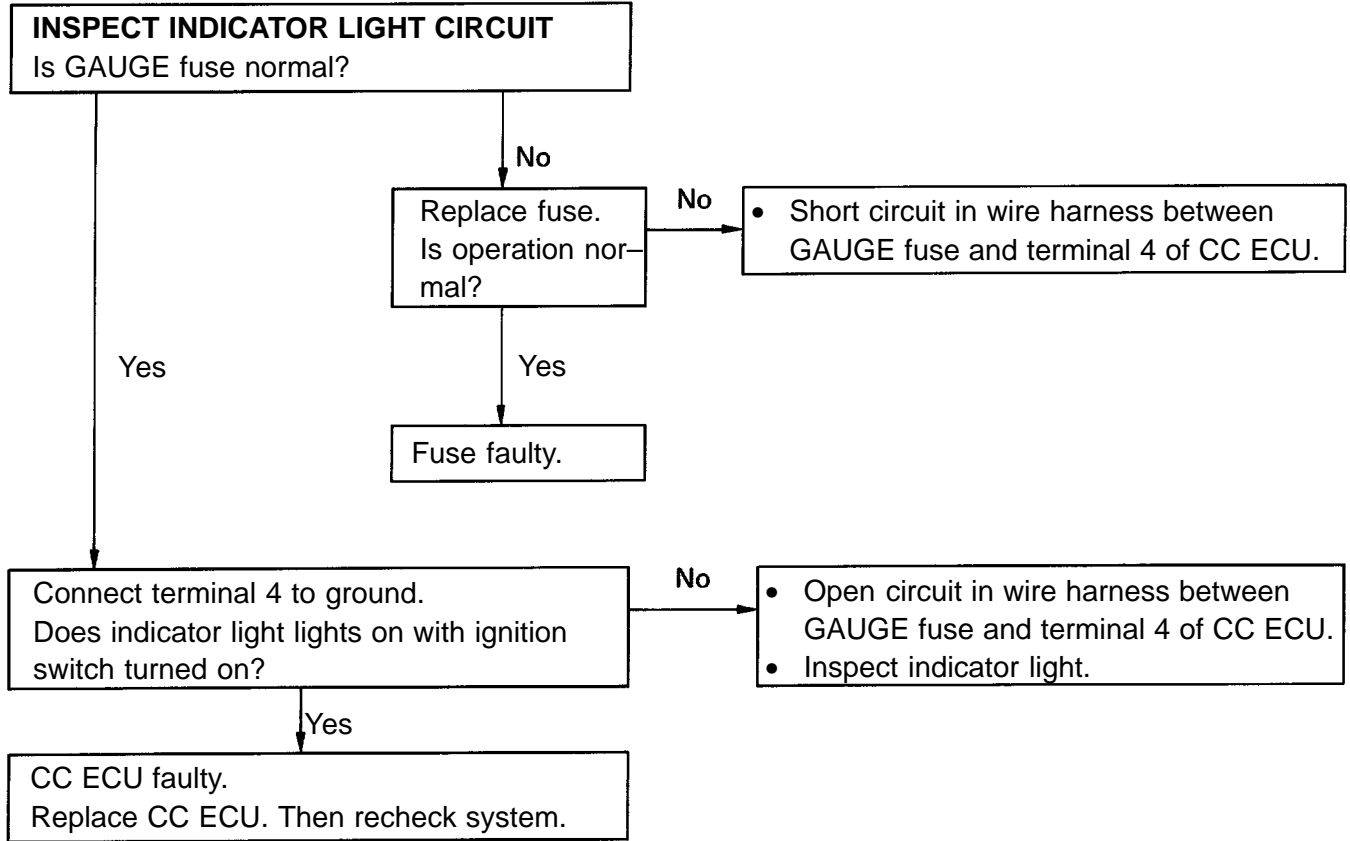 INSPECT INDICATOR LIGHT CIRCUIT
Is GAUGE fuse normal?
No
Replace fuse.
Is operation nor–
mal?
No
• Short circuit in wire harness between
GAUGE fuse and terminal 4 of CC ECU.
Yes
Yes
Fuse faulty.
Connect terminal 4 to ground.
Does indicator light lights on with ignition
switch turned on?
No
• Open circuit in wire harness between
GAUGE fuse and terminal 4 of CC ECU.
• Inspect indicator light.
Yes
CC ECU faulty.
Replace CC ECU. Then recheck system.